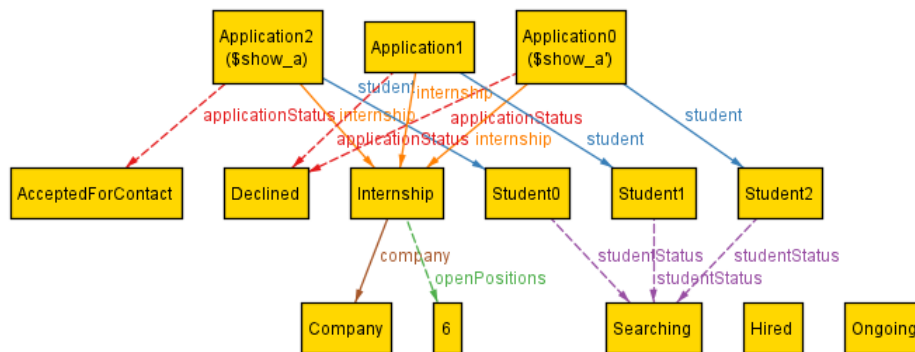 Application2
($show_a)
Application1
Application0
($show_a')
student
internship
applicationStatus
internship
applicationStatus
applicationStatus
internship
student
student
AcceptedForContact
Declined
Internship
Student0
Student1
Student2
company
openPositions
studentStatus
studentStatus
studentStatus
Company
6
Searching
Hired
Ongoing